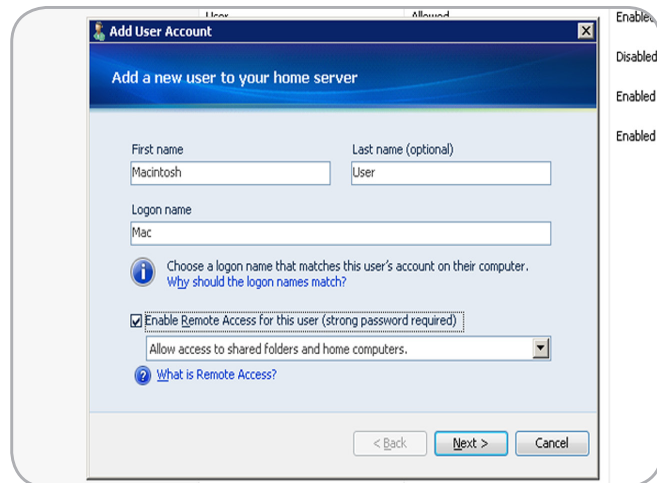 User Allowed Enabled
Add User Account
Disabled
Add a new user to your home server
Enabled
Enabled
First name Last name (optional)
Macintosh User
Logon name
Mac
Choose a logon name that matches this user's account on their computer.
Why should the logon names match?
Enable Remote Access for this user (strong password required)
Allow access to shared folders and home computers.
What is Remote Access?
< Back Next > Cancel